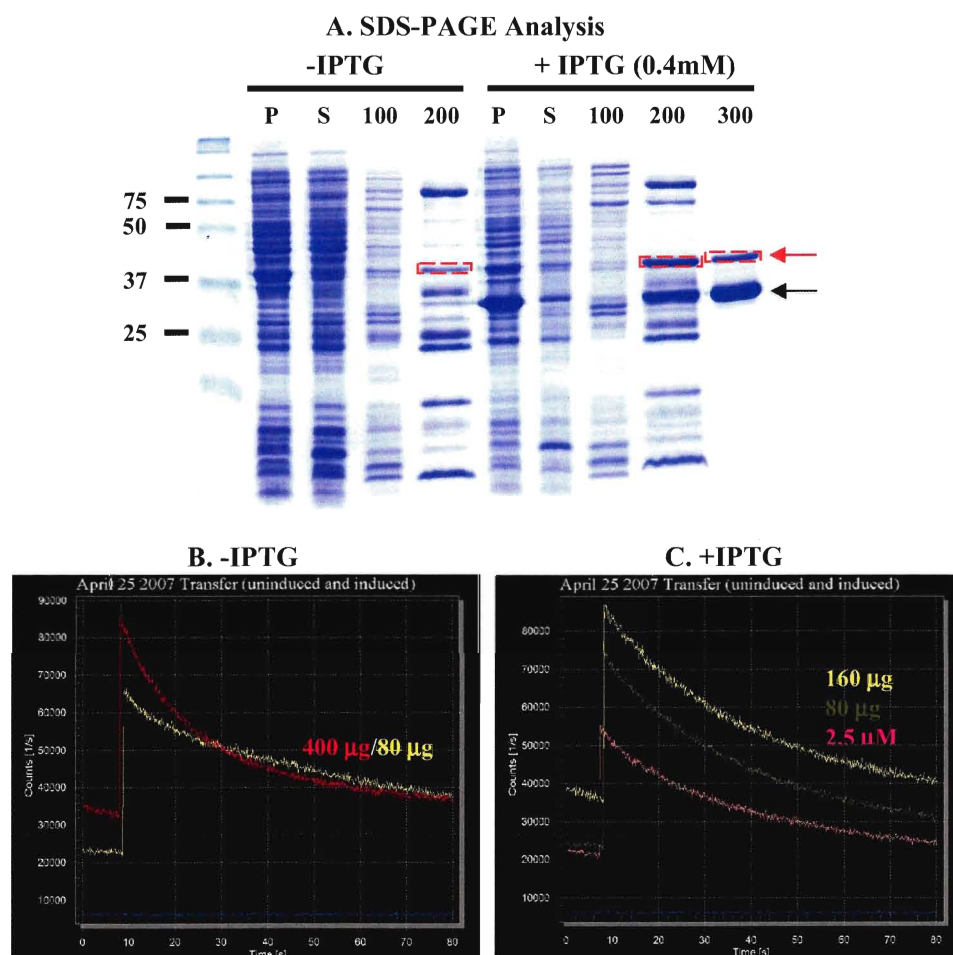 A. SDS-PAGE Analysis
-IPTG
+ IPTG (0.4mM)
P S 100 200 P S 100 200 300
75
50
37
25
B. -IPTG
C. +IPTG
April 25 2007 Transfer (uninduced and induced)
90000
80000
70000
60000
50000
40000
30000
20000
10000
Counts [1/s]
400 µg/80 µg
0 10 20 30 40 50 60 70 80
Time [s]
April 25 2007 Transfer (uninduced and induced)
80000
70000
60000
50000
40000
30000
20000
10000
Counts [1/s]
160 µg
80 µg
2.5 uM
0 10 20 30 40 50 60 70 80
Time [s]